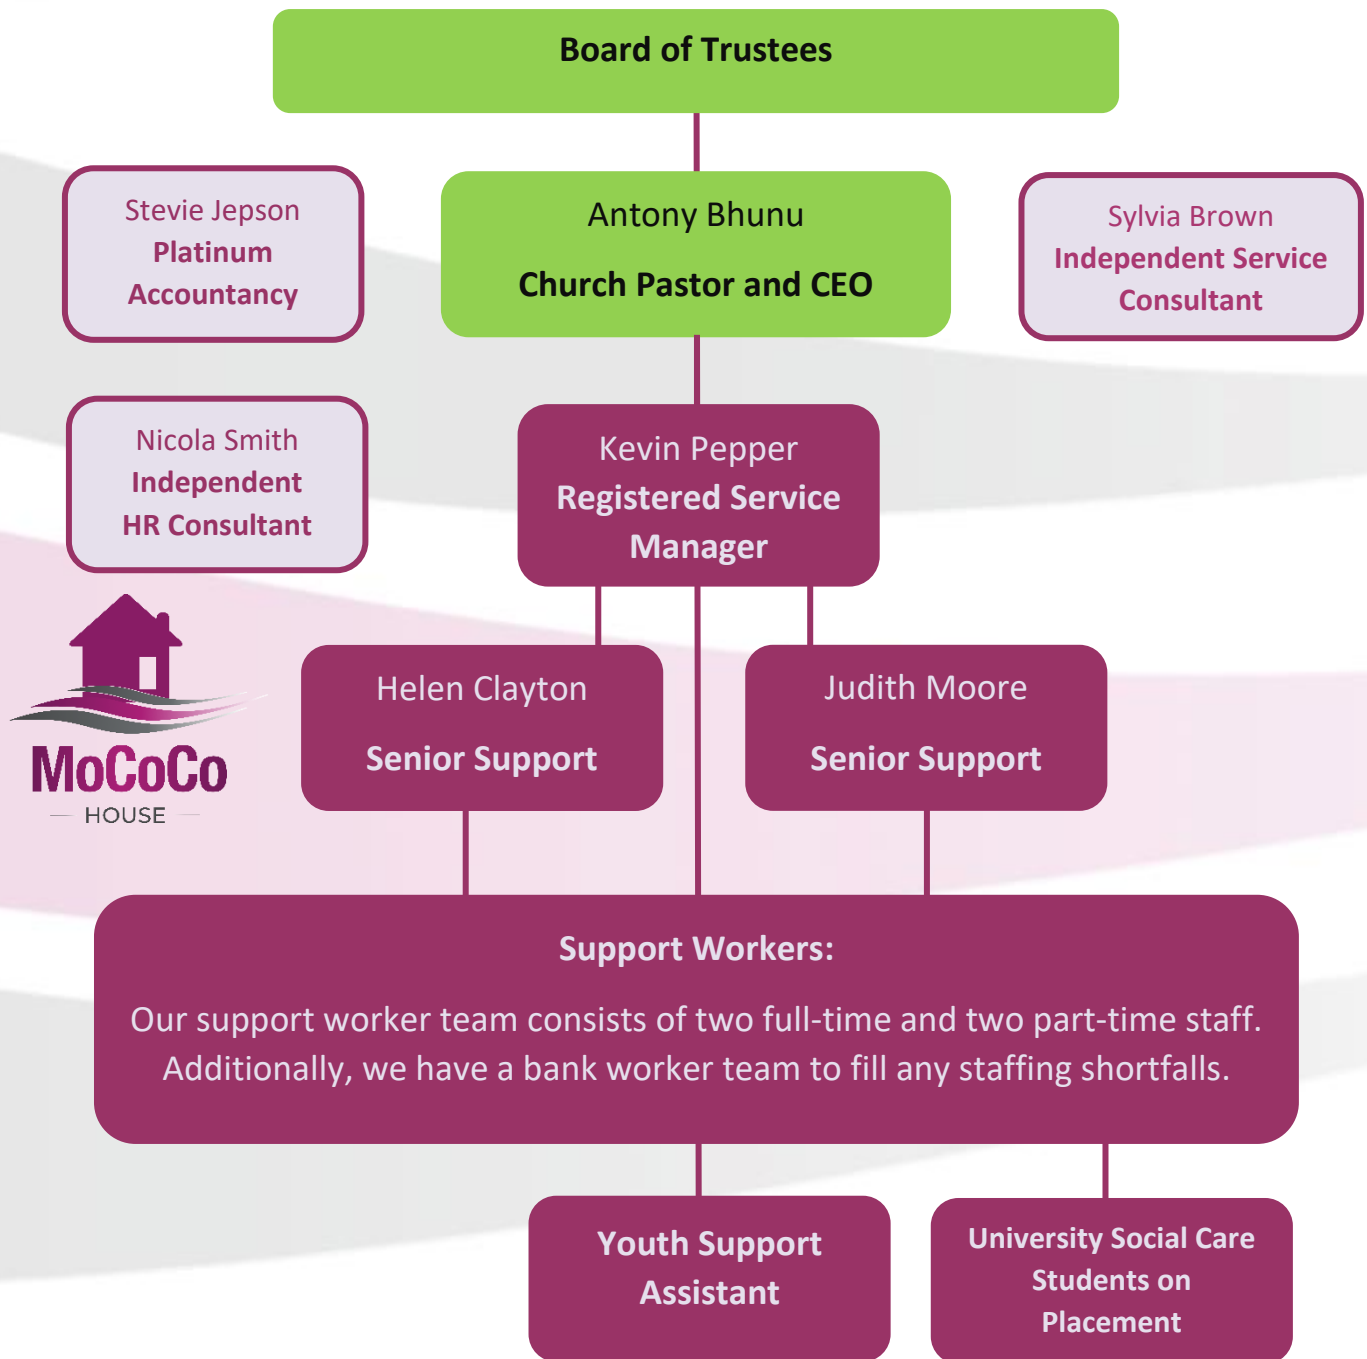 Board of Trustees
Stevie Jepson
Platinum
Accountancy
Antony Bhunu
Church Pastor and CEO
Sylvia Brown
Independent Service
Consultant
Nicola Smith
Independent
HR Consultant
Kevin Pepper
Registered Service
Manager
MoCoCo
HOUSE
Helen Clayton
Senior Support
Judith Moore
Senior Support
Support Workers:
Our support worker team consists of two full-time and two part-time staff.
Additionally, we have a bank worker team to fill any staffing shortfalls.
Youth Support
Assistant
University Social Care
Students on
Placement